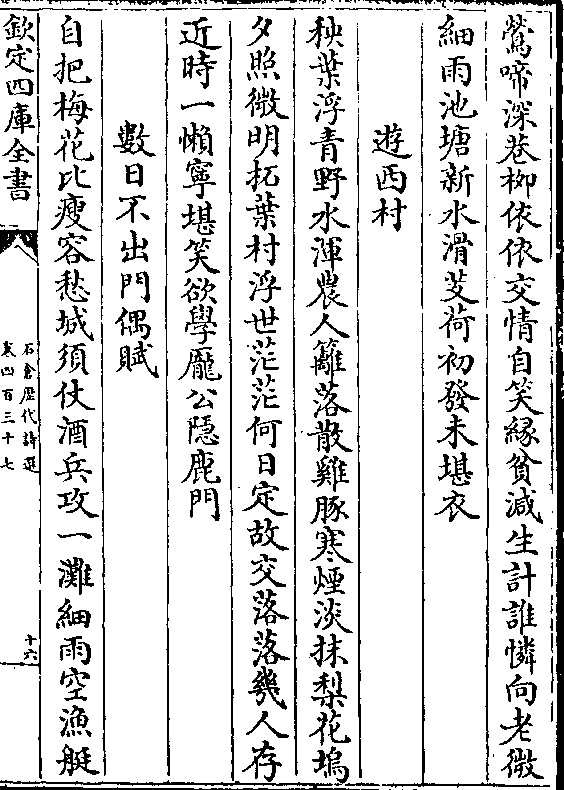 鶯啼深巷栁依依交情自笑緣貧減生計誰憐向老微
細雨池塘新水滑芰荷初發未堪衣
遊西村
秧葉浮青野水渾農人籬落散雞豚寒煙淡抹梨花塢
夕照微明柘葉村浮世茫茫何日定故交落落幾人存
近時一懶寧堪笑欲學龐公隱鹿門
數日不出門偶賦
自把梅花比瘦容愁城須仗酒兵攻一灘細雨空漁艇
欽定四庫全書
石倉歴代詩選
卷四百三十七
十六